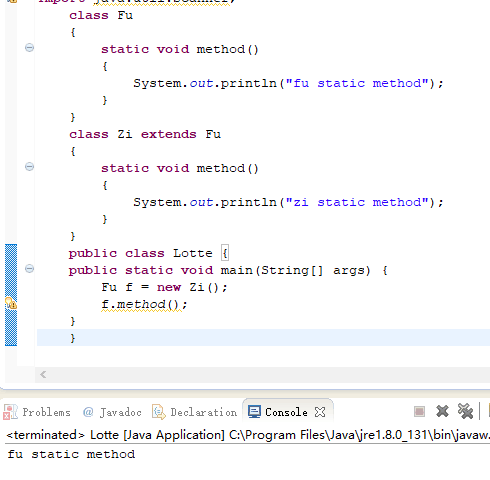 import java.util.Scanner;
class Fu
{
static void method()
{
System.out.println("fu static method");
}
}
class Zi extends Fu
{
static void method()
{
System.out.println("zi static method");
}
}
public class Lotte {
public static void main(String[] args) {
Fu f = new Zi();
f.method();
}
}
Problems @ Javadoc Declaration Console
<terminated> Lotte [Java Application] C:\Program Files\Java\jre1.8.0_131\bin\javaw.
fu static method